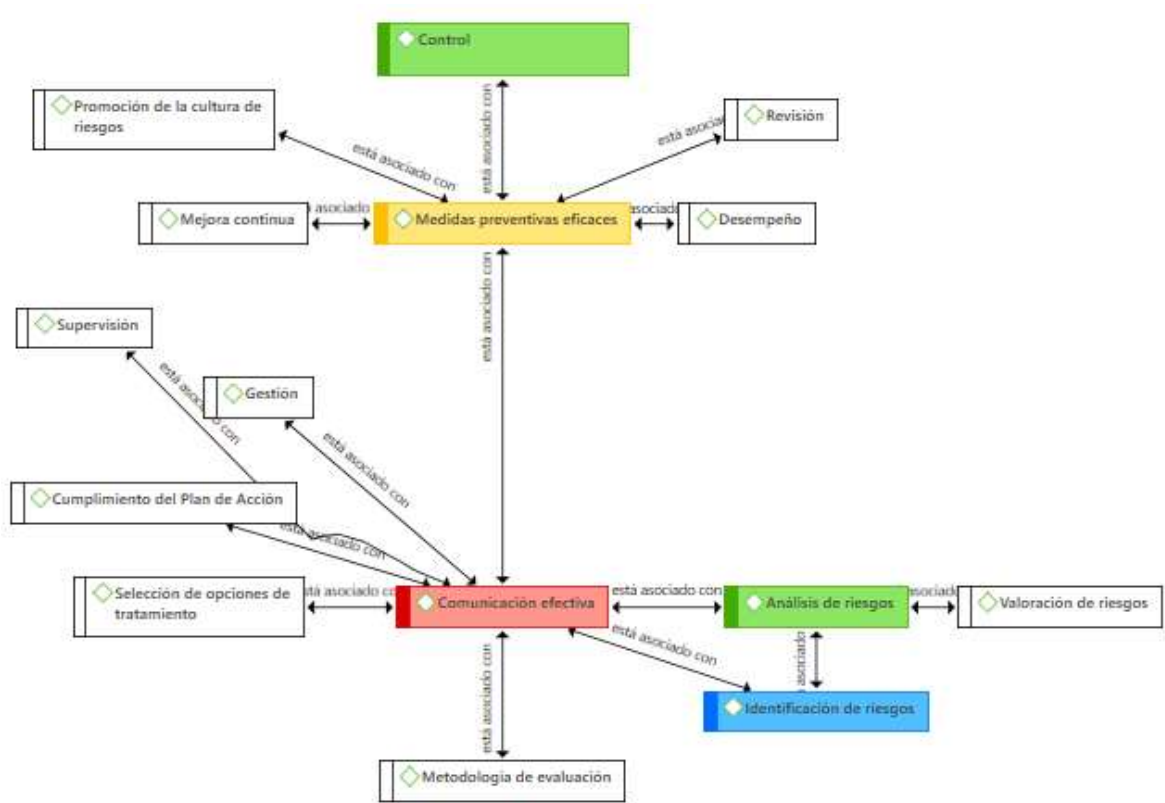 Control
Promoción de la cultura de
riesgos
Revisión
está asociado con
está asociado con
está asocia
Mejora continua
asociado
Medidas preventivas eficaces
asociado
Desempeño
está asociado con
Supervisión
está asociado con
Gestión
está asociado con
Cumplimiento del Plan de Acción
está asociado con
Selección de opciones de
tratamiento
asociado
Comunicación efectiva
está asociado con
Análisis de riesgos
asociado
Valoración de riesgos
está asociado con
asociado
Identificación de riesgos
está asociado con
Metodologia de evaluación